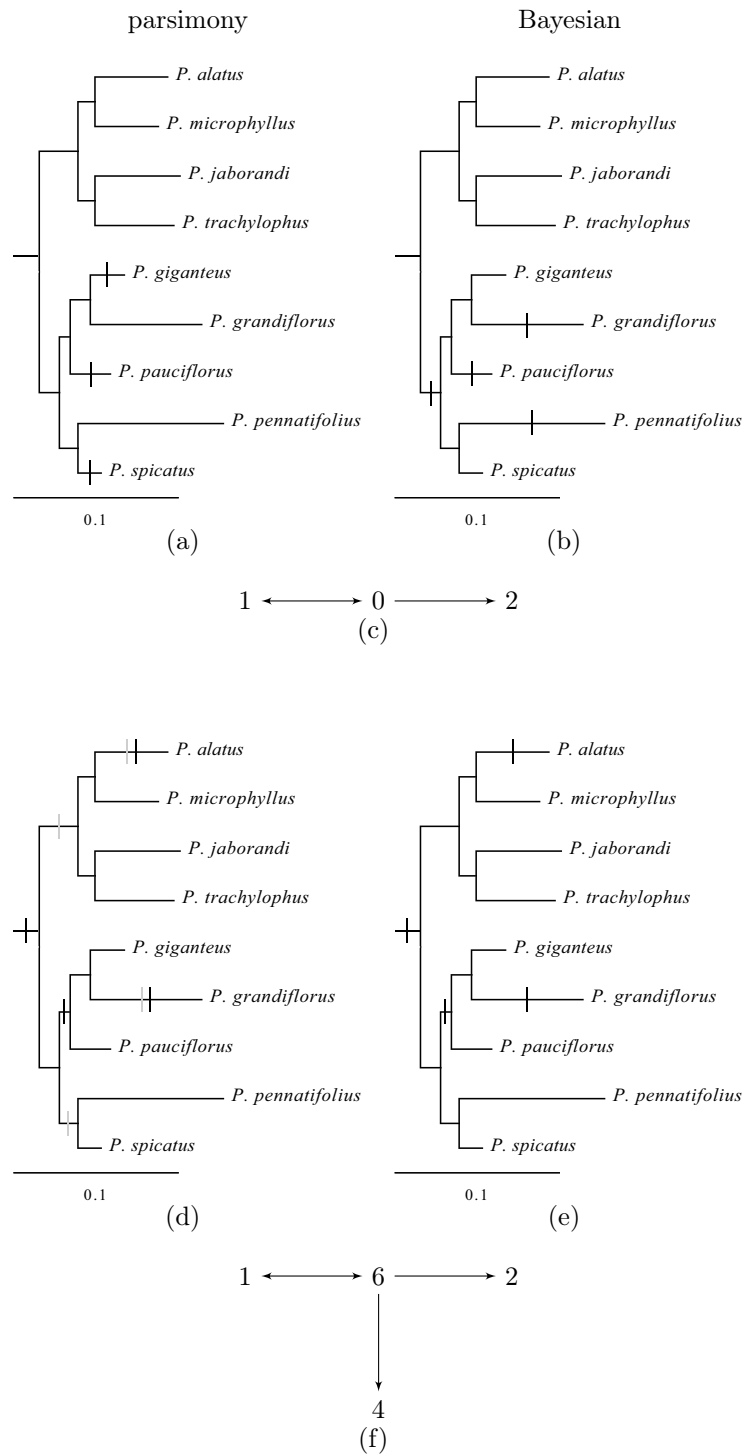 parsimony
Bayesian
P. alatus
P. microphyllus
P. jaborandi
P. trachylophus
P. giganteus
P. grandiflorus
P. pauciflorus
P. pennatifolius
P. spicatus
0.1
(a)
P. alatus
P. microphyllus
P. jaborandi
P. trachylophus
P. giganteus
P. grandiflorus
P. pauciflorus
P. pennatifolius
P. spicatus
0.1
(b)
1 0 2
(c)
P. alatus
P. microphyllus
P. jaborandi
P. trachylophus
P. giganteus
P. grandiflorus
P. pauciflorus
P. pennatifolius
P. spicatus
0.1
(d)
P. alatus
P. microphyllus
P. jaborandi
P. trachylophus
P. giganteus
P. grandiflorus
P. pauciflorus
P. pennatifolius
P. spicatus
0.1
(e)
1 6 2
4
(f)